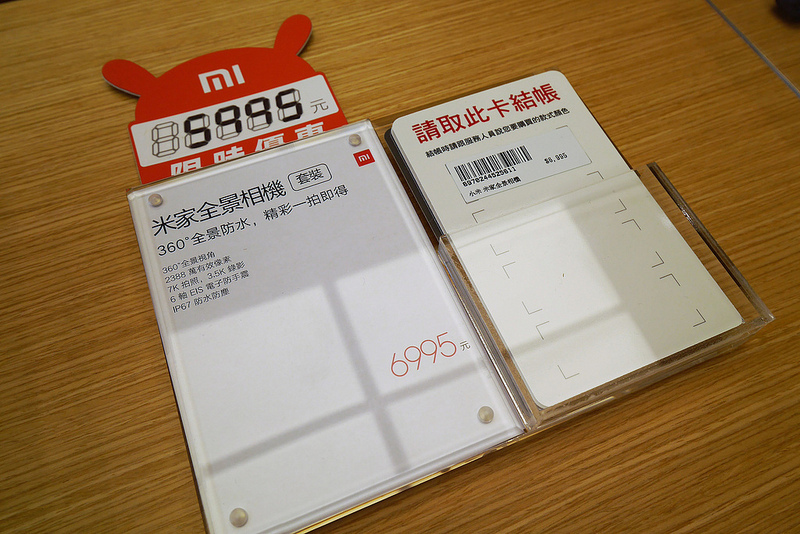 mi
5995 元
限時優惠
mi
米家全景相機 套裝
360°全景防水，精彩一拍即得
360°全景視角
2388 萬有效像素
7K 拍照，3.5K 錄影
6 軸 EIS 電子防手震
IP67 防水防塵
6995元
請取此卡結帳
結帳時請跟服務人員說您要購買的款式顏色
$6,995
小米 米家全景相機